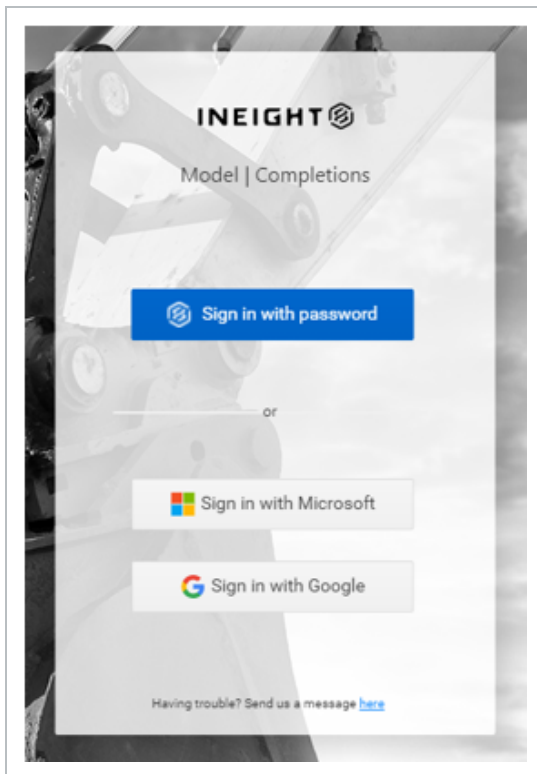 INEIGHT
Model | Completions
Sign in with password
or
Sign in with Microsoft
Sign in with Google
Having trouble? Send us a message here